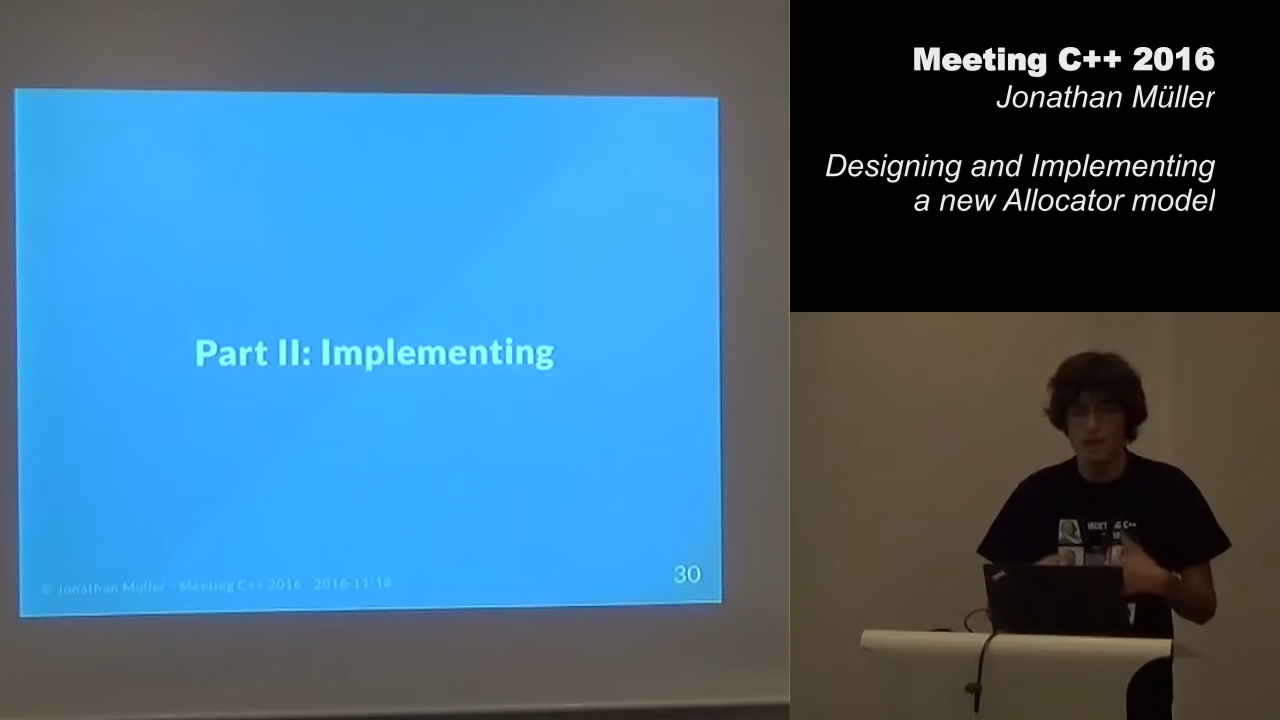 Part II: Implementing
© Jonathan Müller - Meeting C++ 2016 2016-11-18
30
Meeting C++ 2016
Jonathan Müller
Designing and Implementing
a new Allocator model
MEETING C++